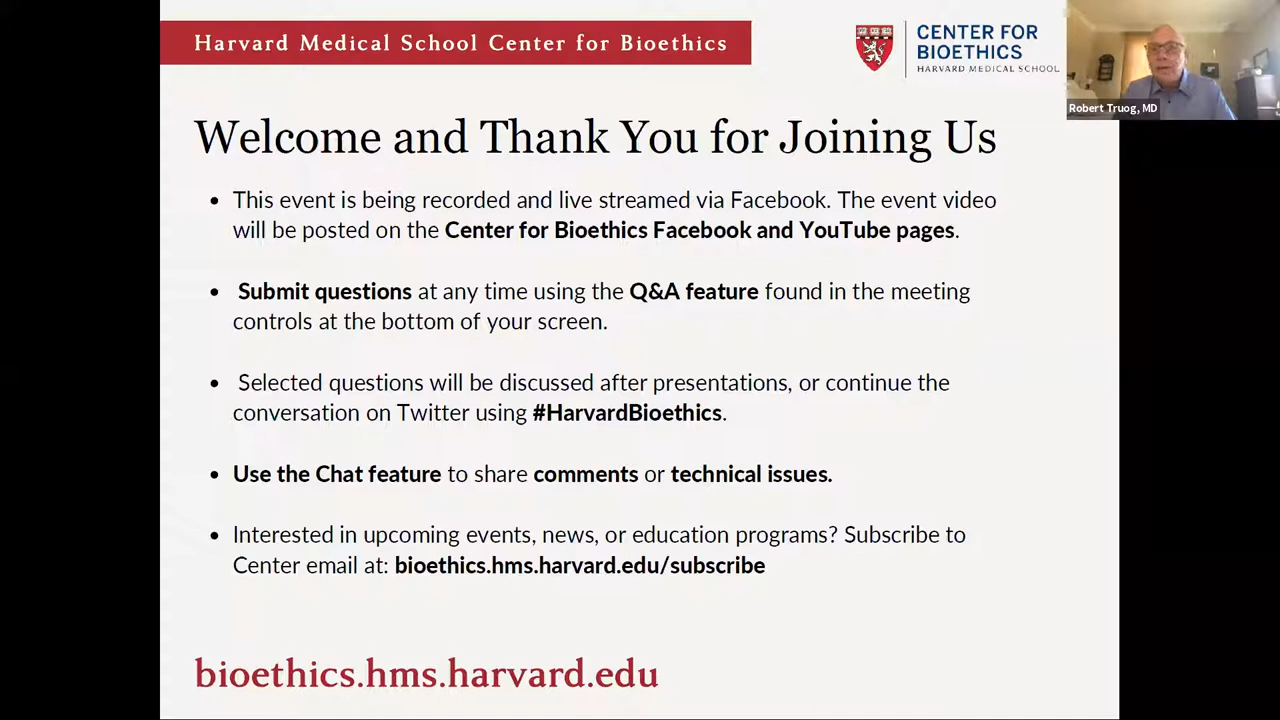 Harvard Medical School Center for Bioethics
CENTER FOR
BIOETHICS
HARVARD MEDICAL SCHOOL
Robert Truog, MD
Welcome and Thank You for Joining Us
• This event is being recorded and live streamed via Facebook. The event video
will be posted on the Center for Bioethics Facebook and YouTube pages.
• Submit questions at any time using the Q&A feature found in the meeting
controls at the bottom of your screen.
• Selected questions will be discussed after presentations, or continue the
conversation on Twitter using #HarvardBioethics.
• Use the Chat feature to share comments or technical issues.
• Interested in upcoming events, news, or education programs? Subscribe to
Center email at: bioethics.hms.harvard.edu/subscribe
bioethics.hms.harvard.edu